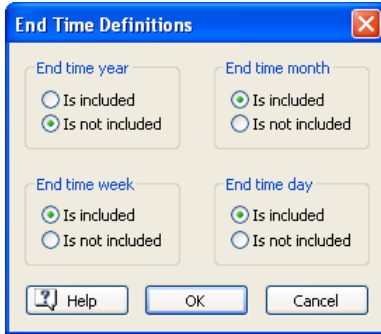 End Time Definitions
End time year
Is included
Is not included
End time month
Is included
Is not included
End time week
Is included
Is not included
End time day
Is included
Is not included
Help
OK
Cancel